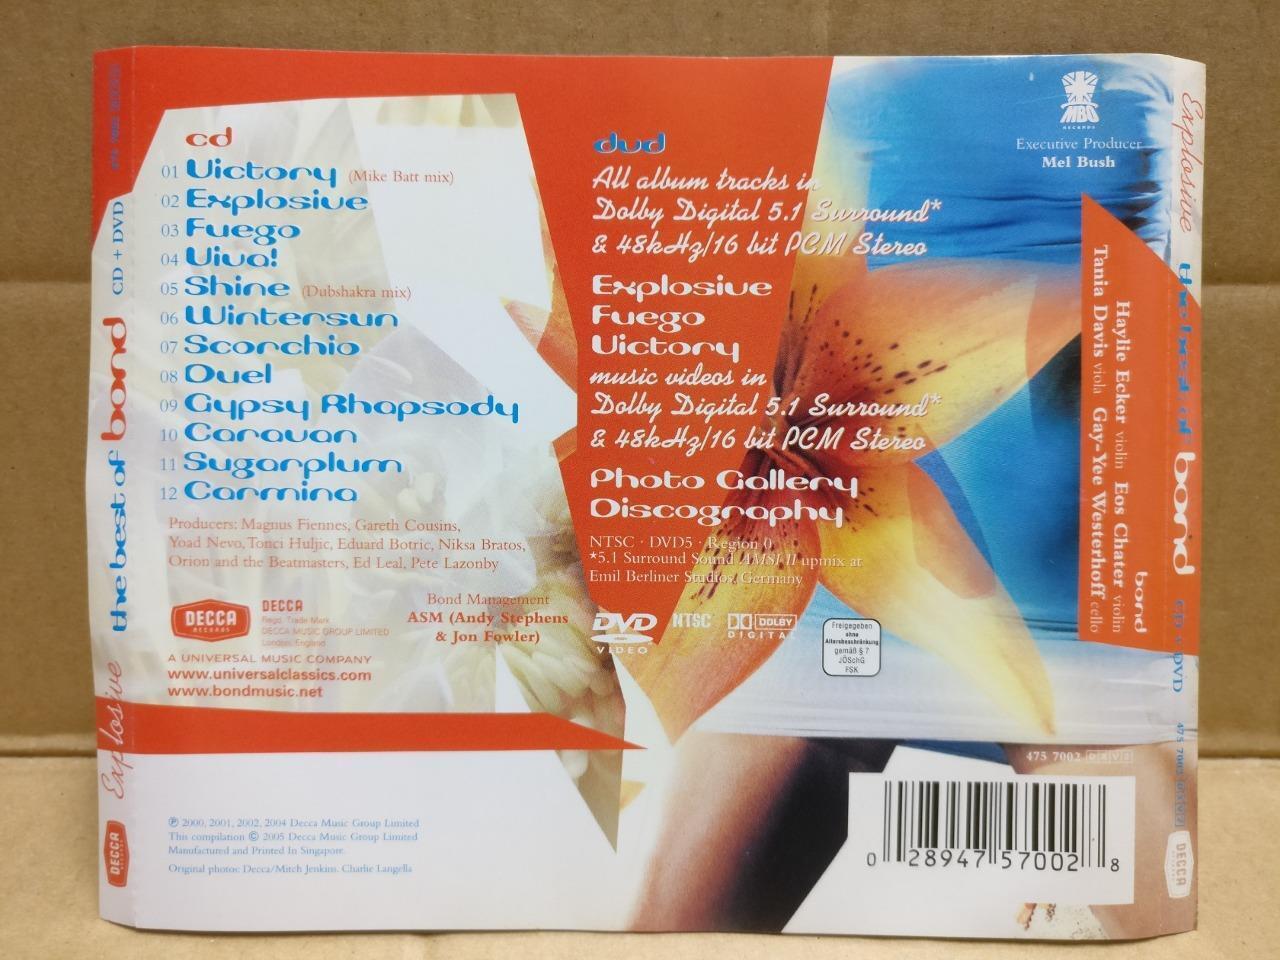 the best of bond CD + DVD
Explosive
DECCA
cd
01 Victory (Mike Batt mix)
02 Explosive
03 Fuego
04 Viva!
05 Shine (Dubshakra mix)
06 Wintersun
07 Scorchio
08 Duel
09 Gypsy Rhapsody
10 Caravan
11 Sugarplum
12 Carmina
Producers: Magnus Fiennes, Gareth Cousins,
Yoad Nevo, Tonci Huljic, Eduard Botric, Niksa Bratos,
Orion and the Beatmasters, Ed Leal, Pete Lazonby
DECCA
RECORDS
DECCA
Regd. Trade Mark
DECCA MUSIC GROUP LIMITED
London, England
Bond Management
ASM (Andy Stephens
& Jon Fowler)
A UNIVERSAL MUSIC COMPANY
www.universalclassics.com
www.bondmusic.net
℗ 2000, 2001, 2002, 2004 Decca Music Group Limited
This compilation © 2005 Decca Music Group Limited
Manufactured and Printed In Singapore.
Original photos: Decca/Mitch Jenkins. Charlie Langella
dvd
All album tracks in
Dolby Digital 5.1 Surround*
& 48kHz/16 bit PCM Stereo
Explosive
Fuego
Victory
music videos in
Dolby Digital 5.1 Surround*
& 48kHz/16 bit PCM Stereo
Photo Gallery
Discography
NTSC · DVD5 · Region 0
*5.1 Surround Sound AMSI II upmix at
Emil Berliner Studios, Germany
DVD
VIDEO
NTSC
DOLBY
DIGITAL
Freigegeben
ohne
Altersbeschränkung
gemäß § 7
JÖSchG
FSK
MBO
RECORDS
Executive Producer
Mel Bush
bond
Haylie Ecker violin Eos Chater violin
Tania Davis viola Gay-Yee Westerhoff cello
475 7002 DXV2
0 28947 57002 8
Explosive
the best of bond CD + DVD
475 7002 DXV2
DECCA